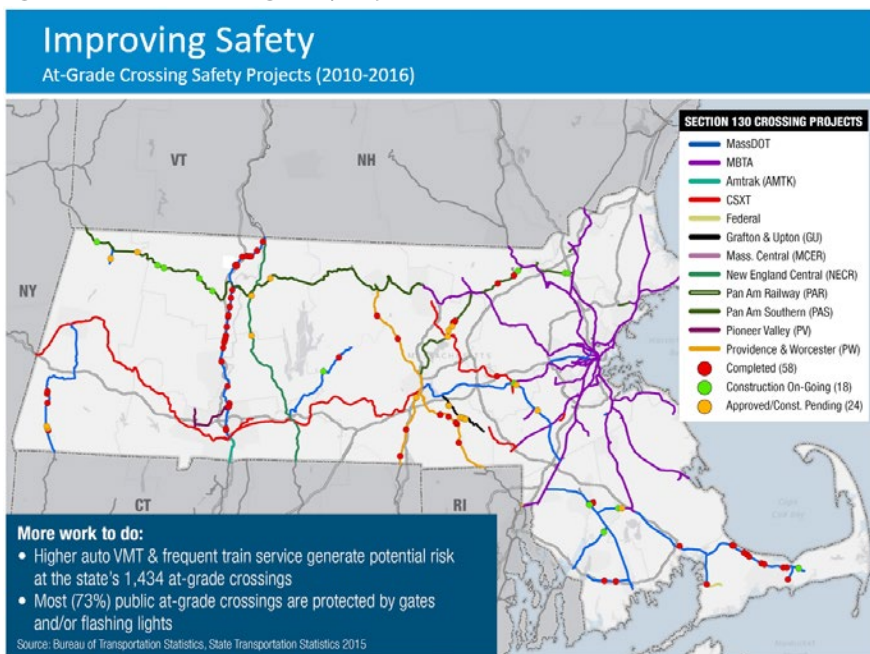 Improving Safety
At-Grade Crossing Safety Projects (2010-2016)
VT
NH
NY
CT
RI
SECTION 130 CROSSING PROJECTS
MassDOT
MBTA
Amtrak (AMTK)
CSXT
Federal
Grafton & Upton (GU)
Mass. Central (MCER)
New England Central (NECR)
Pan Am Railway (PAR)
Pan Am Southern (PAS)
Pioneer Valley (PV)
Providence & Worcester (PW)
Completed (58)
Construction On-Going (18)
Approved/Const. Pending (24)
More work to do:
• Higher auto VMT & frequent train service generate potential risk
at the state's 1,434 at-grade crossings
• Most (73%) public at-grade crossings are protected by gates
and/or flashing lights
Source: Bureau of Transportation Statistics, State Transportation Statistics 2015